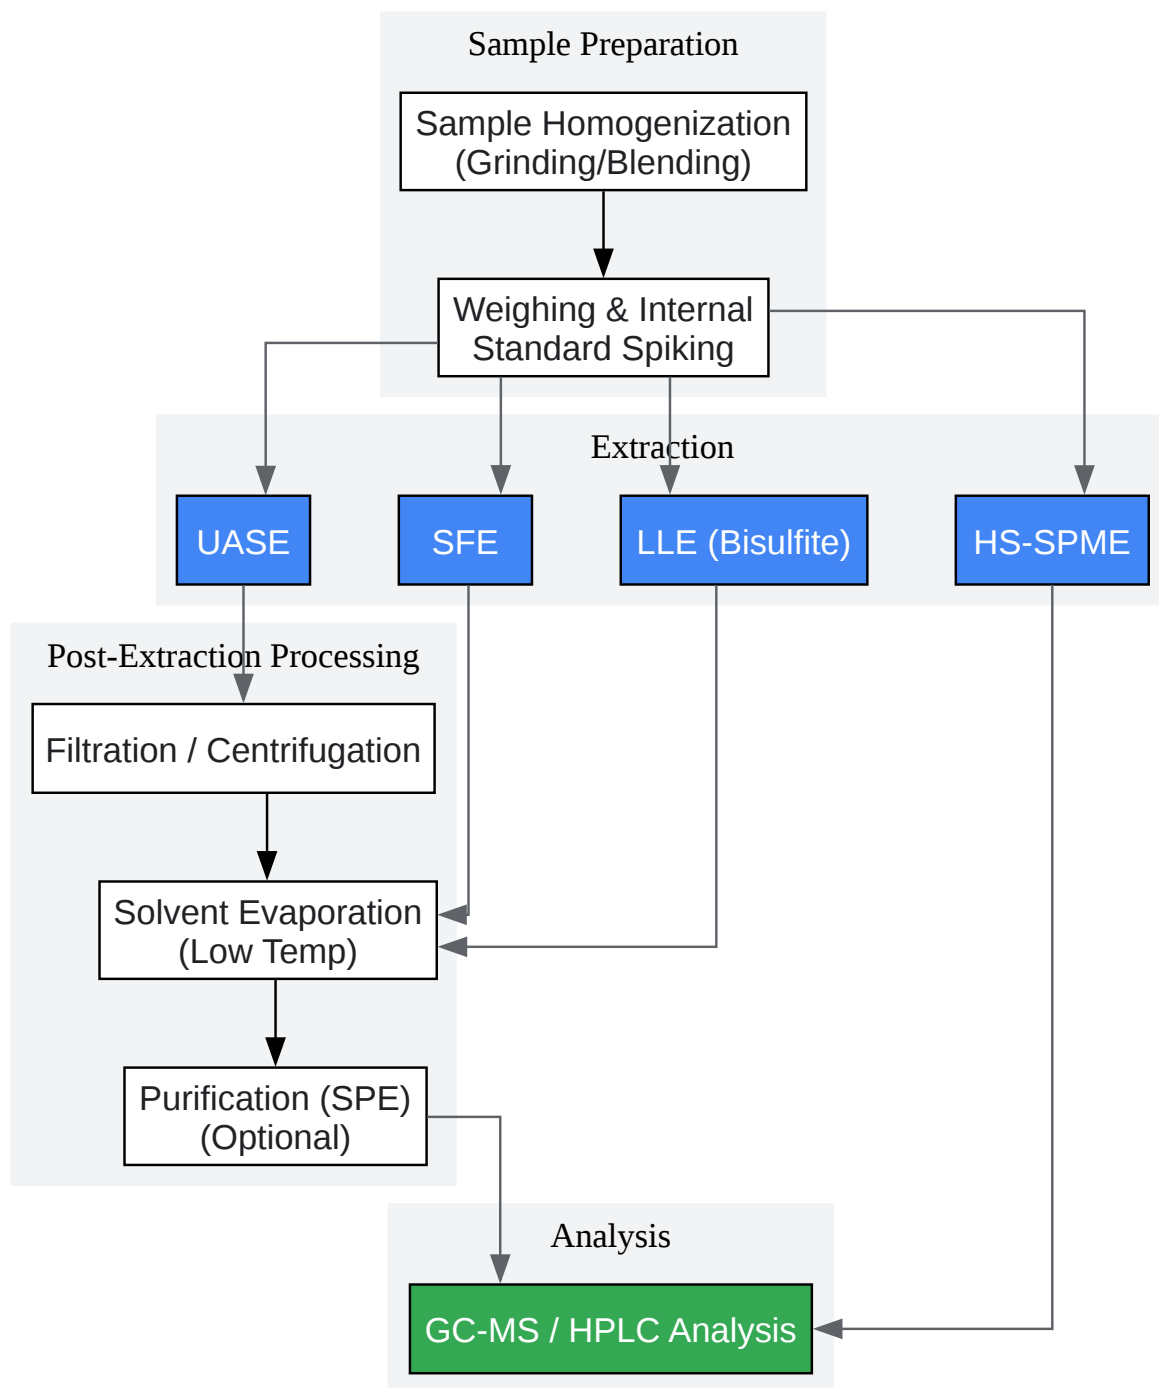 Sample Preparation
Sample Homogenization
(Grinding/Blending)
Weighing & Internal
Standard Spiking
Extraction
UASE
SFE
LLE (Bisulfite)
HS-SPME
Post-Extraction Processing
Filtration / Centrifugation
Solvent Evaporation
(Low Temp)
Purification (SPE)
(Optional)
Analysis
GC-MS / HPLC Analysis